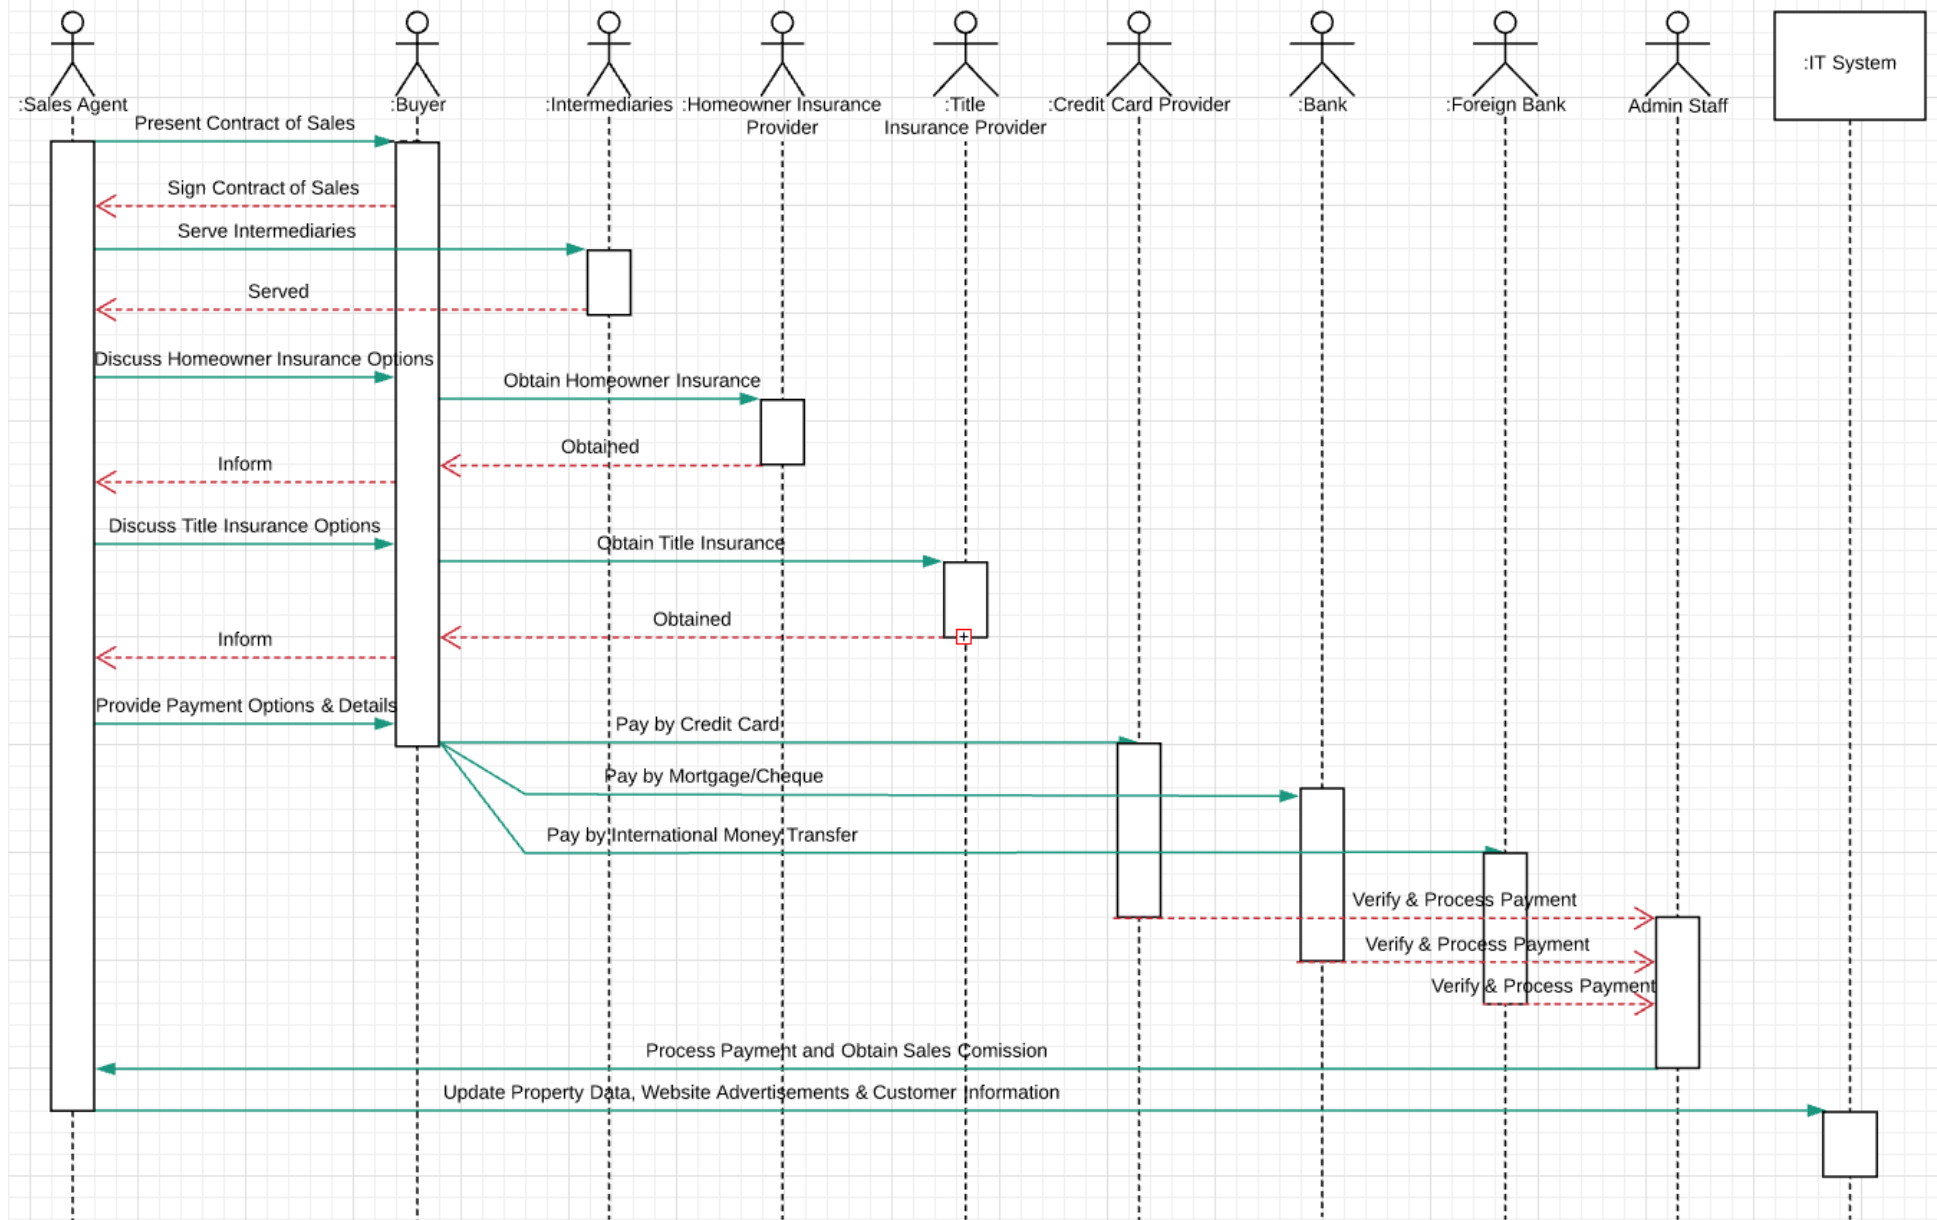 :Sales Agent
:Buyer
:Intermediaries
:Homeowner Insurance
Provider
:Title
Insurance Provider
:Credit Card Provider
:Bank
:Foreign Bank
Admin Staff
:IT System
Present Contract of Sales
Sign Contract of Sales
Serve Intermediaries
Served
Discuss Homeowner Insurance Options
Obtain Homeowner Insurance
Obtained
Inform
Discuss Title Insurance Options
Obtain Title Insurance
Obtained
Inform
Provide Payment Options & Details
Pay by Credit Card
Pay by Mortgage/Cheque
Pay by International Money Transfer
Verify & Process Payment
Verify & Process Payment
Verify & Process Payment
Process Payment and Obtain Sales Comission
Update Property Data, Website Advertisements & Customer Information